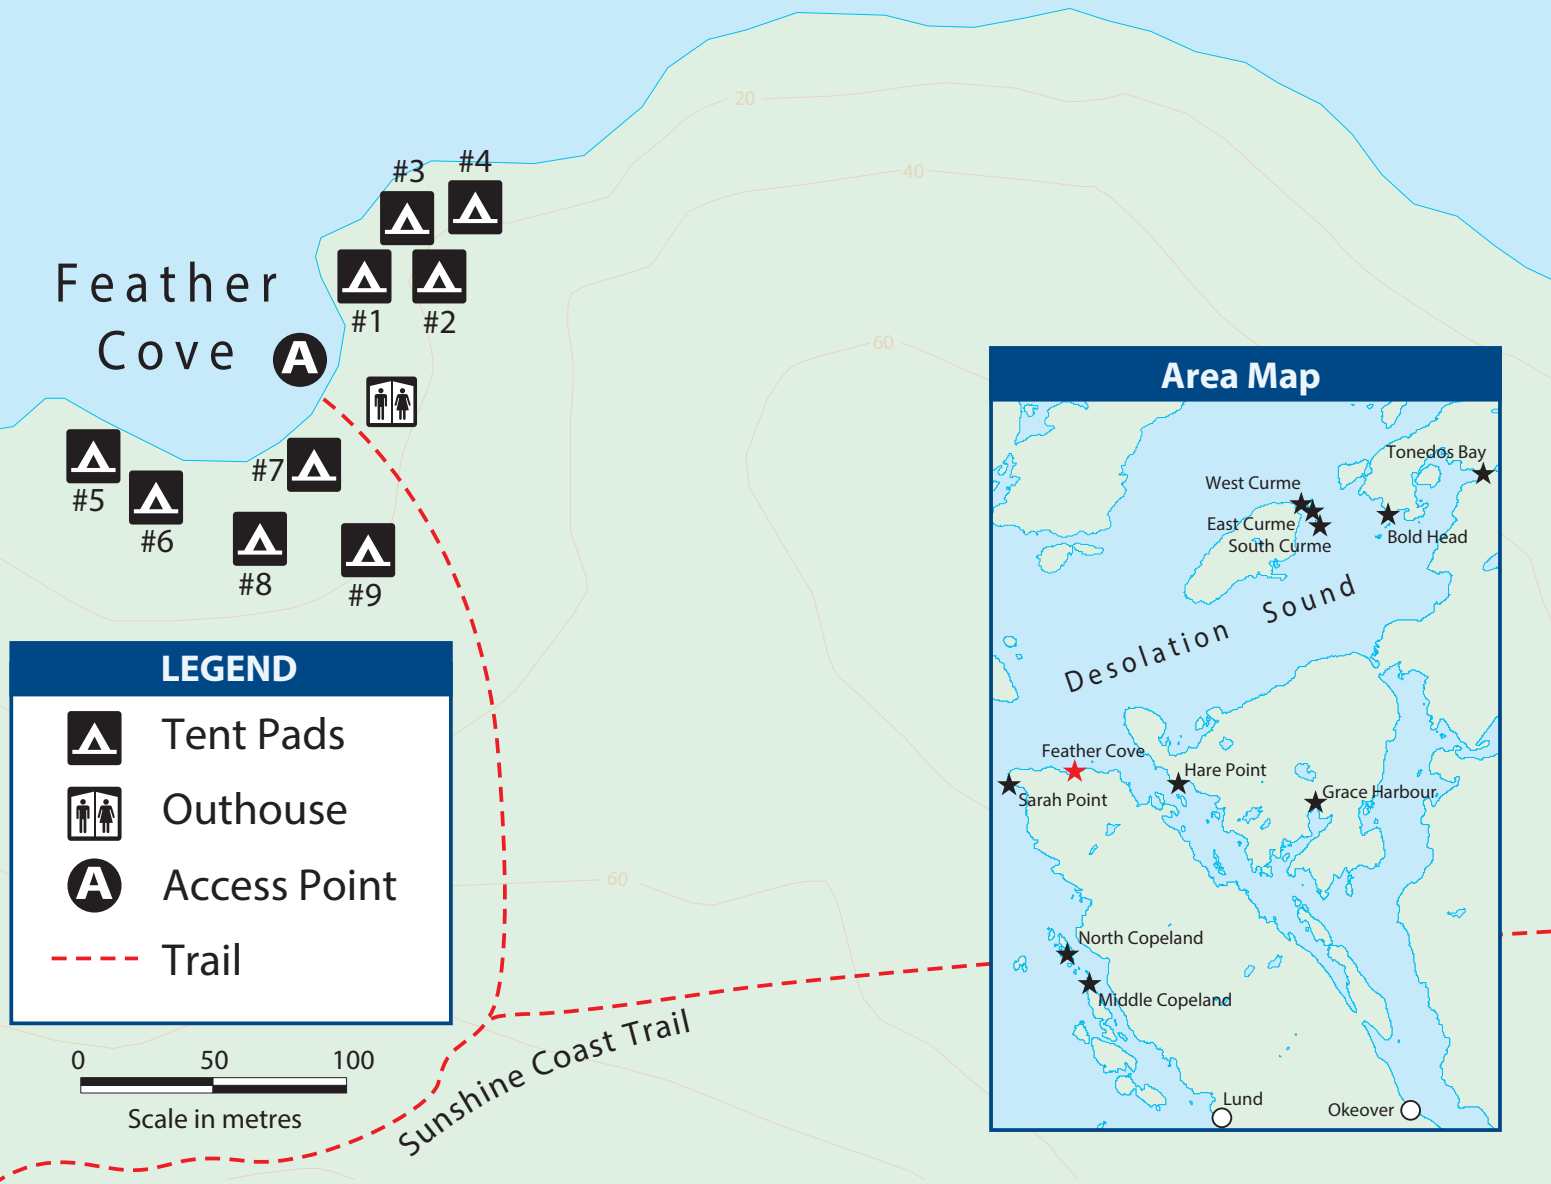 20
40
60
#3
#4
#1
#2
Feather
Cove
A
#5
#6
#7
#8
#9
LEGEND
Tent Pads
Outhouse
A
Access Point
Trail
60
0 50 100
Scale in metres
Sunshine Coast Trail
Area Map
Tonedos Bay
West Curme
East Curme
South Curme
Bold Head
Desolation Sound
Feather Cove
Hare Point
Sarah Point
Grace Harbour
North Copeland
Middle Copeland
Lund
Okeover